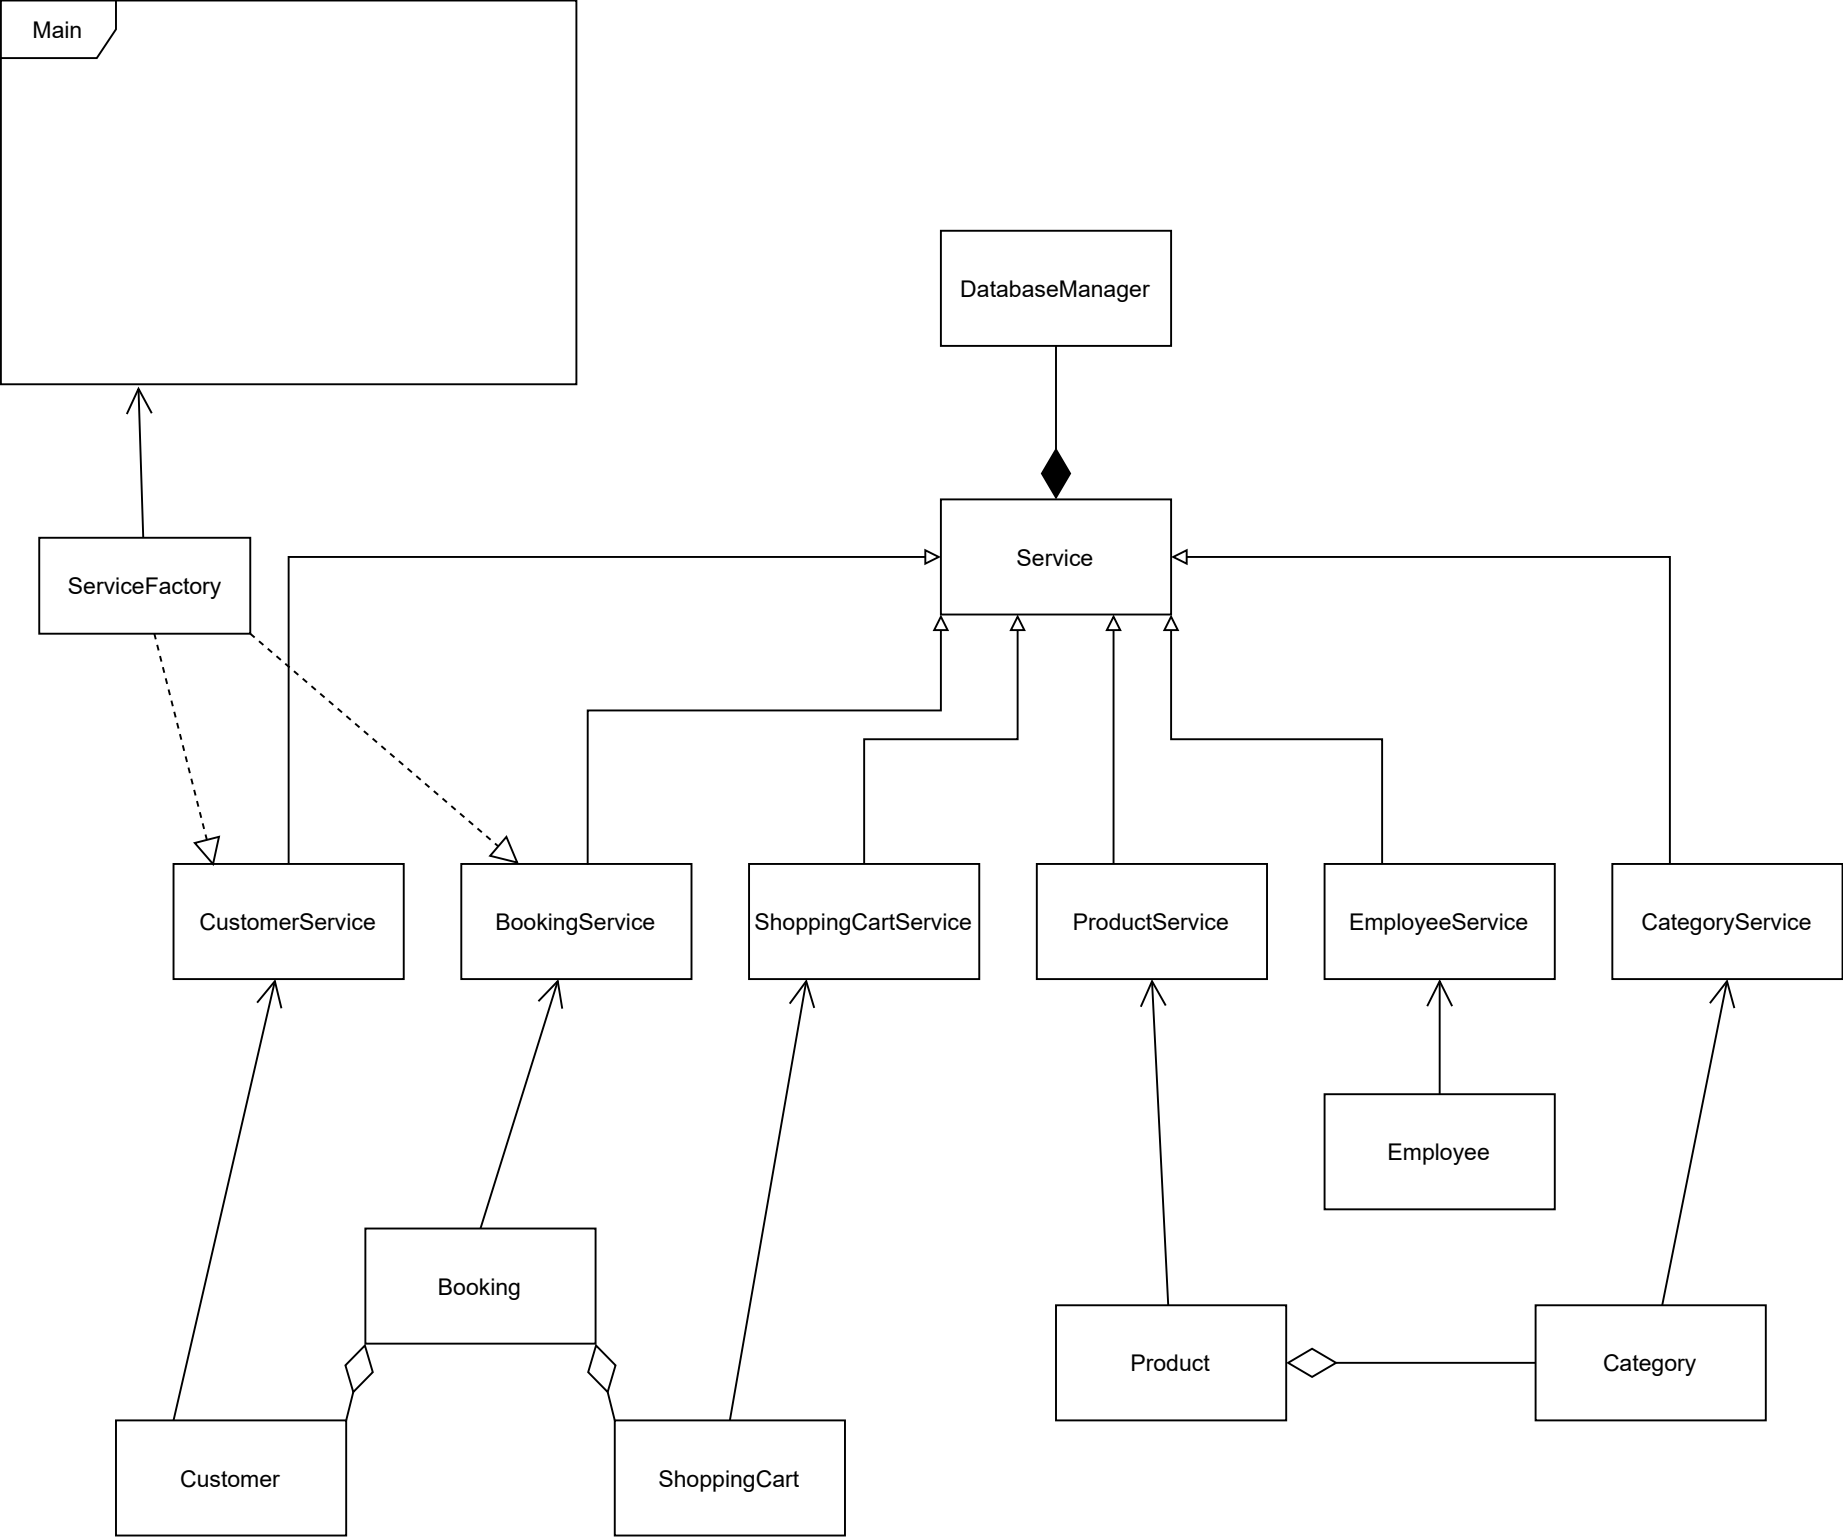 Main
DatabaseManager
Service
ServiceFactory
CustomerService
BookingService
ShoppingCartService
ProductService
EmployeeService
CategoryService
Employee
Booking
Product
Category
Customer
ShoppingCart